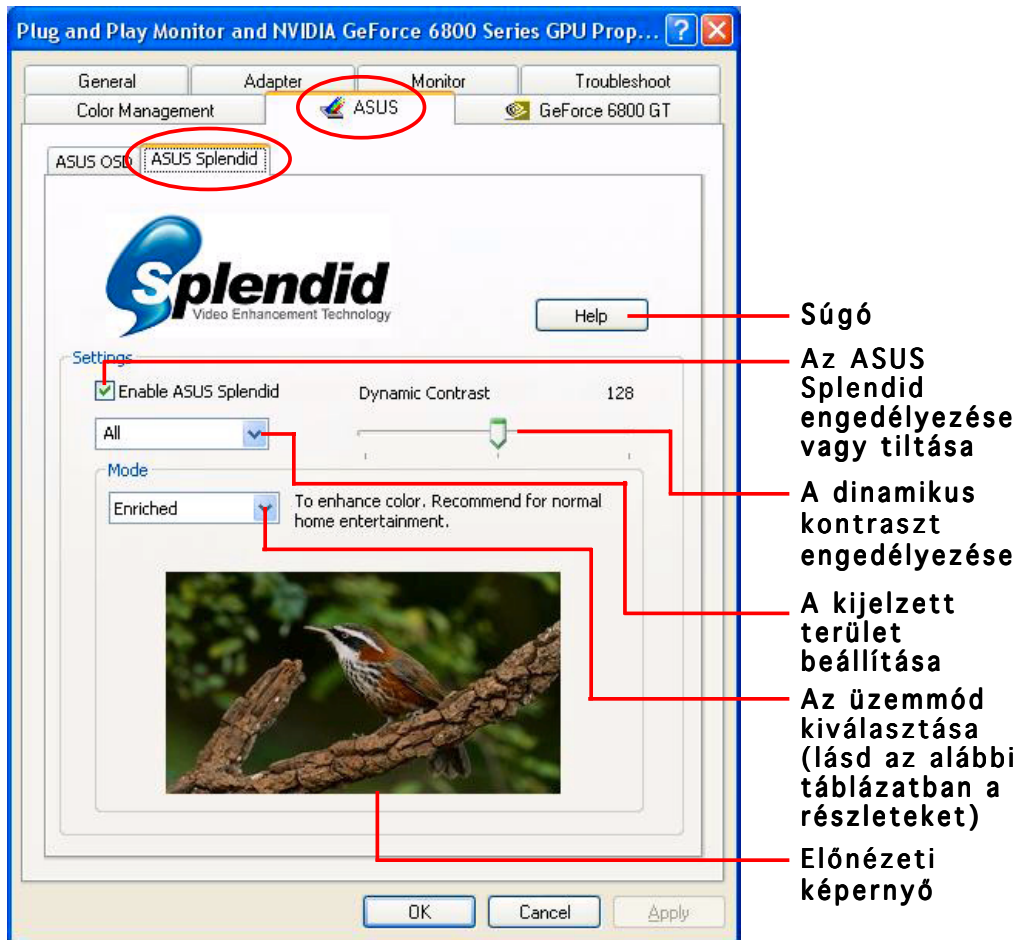 Plug and Play Monitor and NVIDIA GeForce 6800 Series GPU Prop...
General
Adapter
Monitor
Troubleshoot
Color Management
ASUS
GeForce 6800 GT
ASUS OSD
ASUS Splendid
Splendid
Video Enhancement Technology
Help
Settings
Enable ASUS Splendid
Dynamic Contrast
128
All
Mode
Enriched
To enhance color. Recommend for normal
home entertainment.
OK
Cancel
Apply
Súgó
Az ASUS
Splendid
engedélyezése
vagy tiltása
A dinamikus
kontraszt
engedélyezése
A kijelzett
terület
beállítása
Az üzemmód
kiválasztása
(lásd az alábbi
táblázatban a
részleteket)
Előnézeti
képernyő